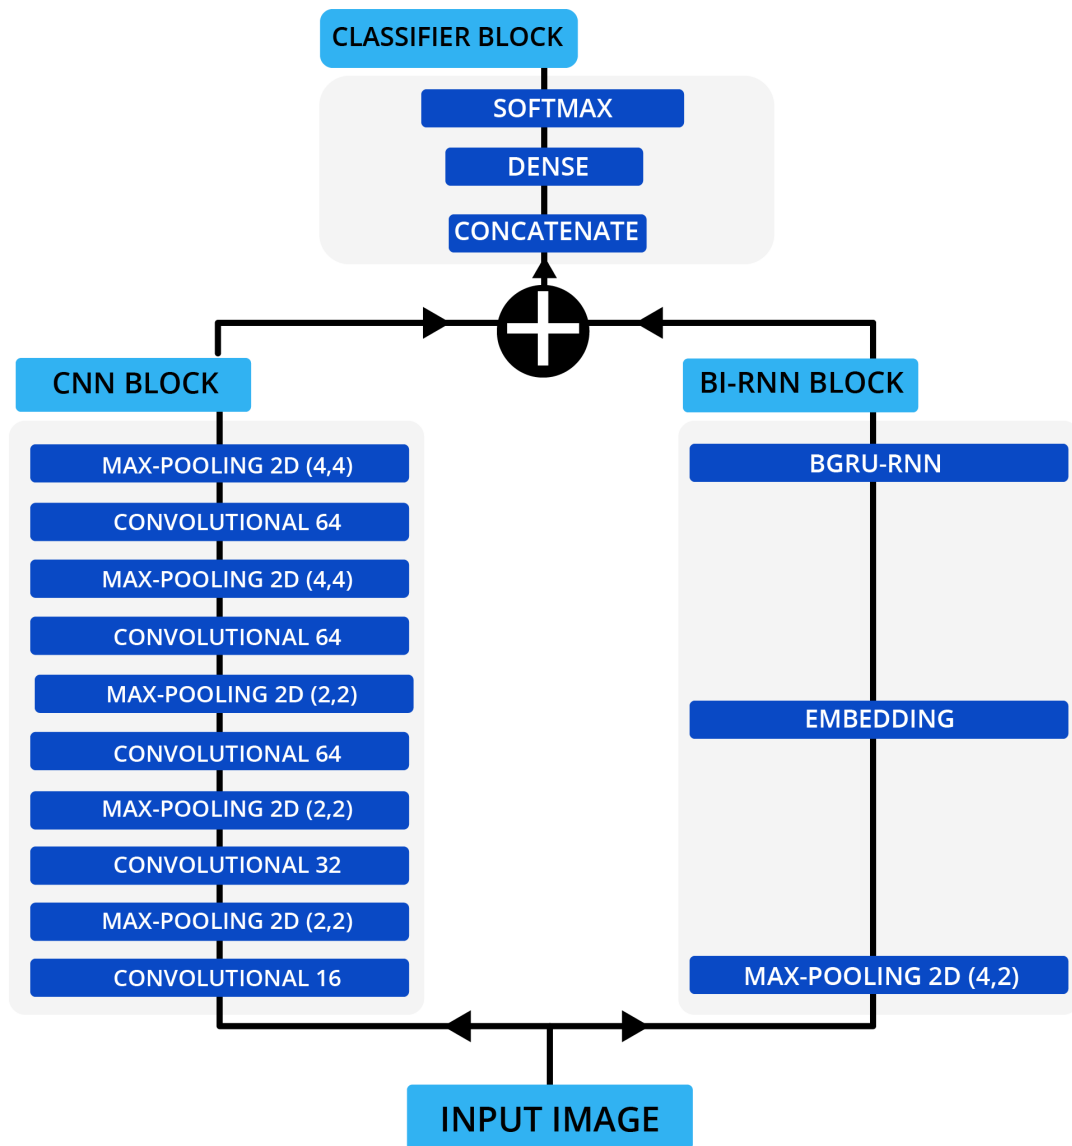 CLASSIFIER BLOCK
SOFTMAX
DENSE
CONCATENATE
CNN BLOCK
MAX-POOLING 2D (4,4)
CONVOLUTIONAL 64
MAX-POOLING 2D (4,4)
CONVOLUTIONAL 64
MAX-POOLING 2D (2,2)
CONVOLUTIONAL 64
MAX-POOLING 2D (2,2)
CONVOLUTIONAL 32
MAX-POOLING 2D (2,2)
CONVOLUTIONAL 16
BI-RNN BLOCK
BGRU-RNN
EMBEDDING
MAX-POOLING 2D (4,2)
INPUT IMAGE